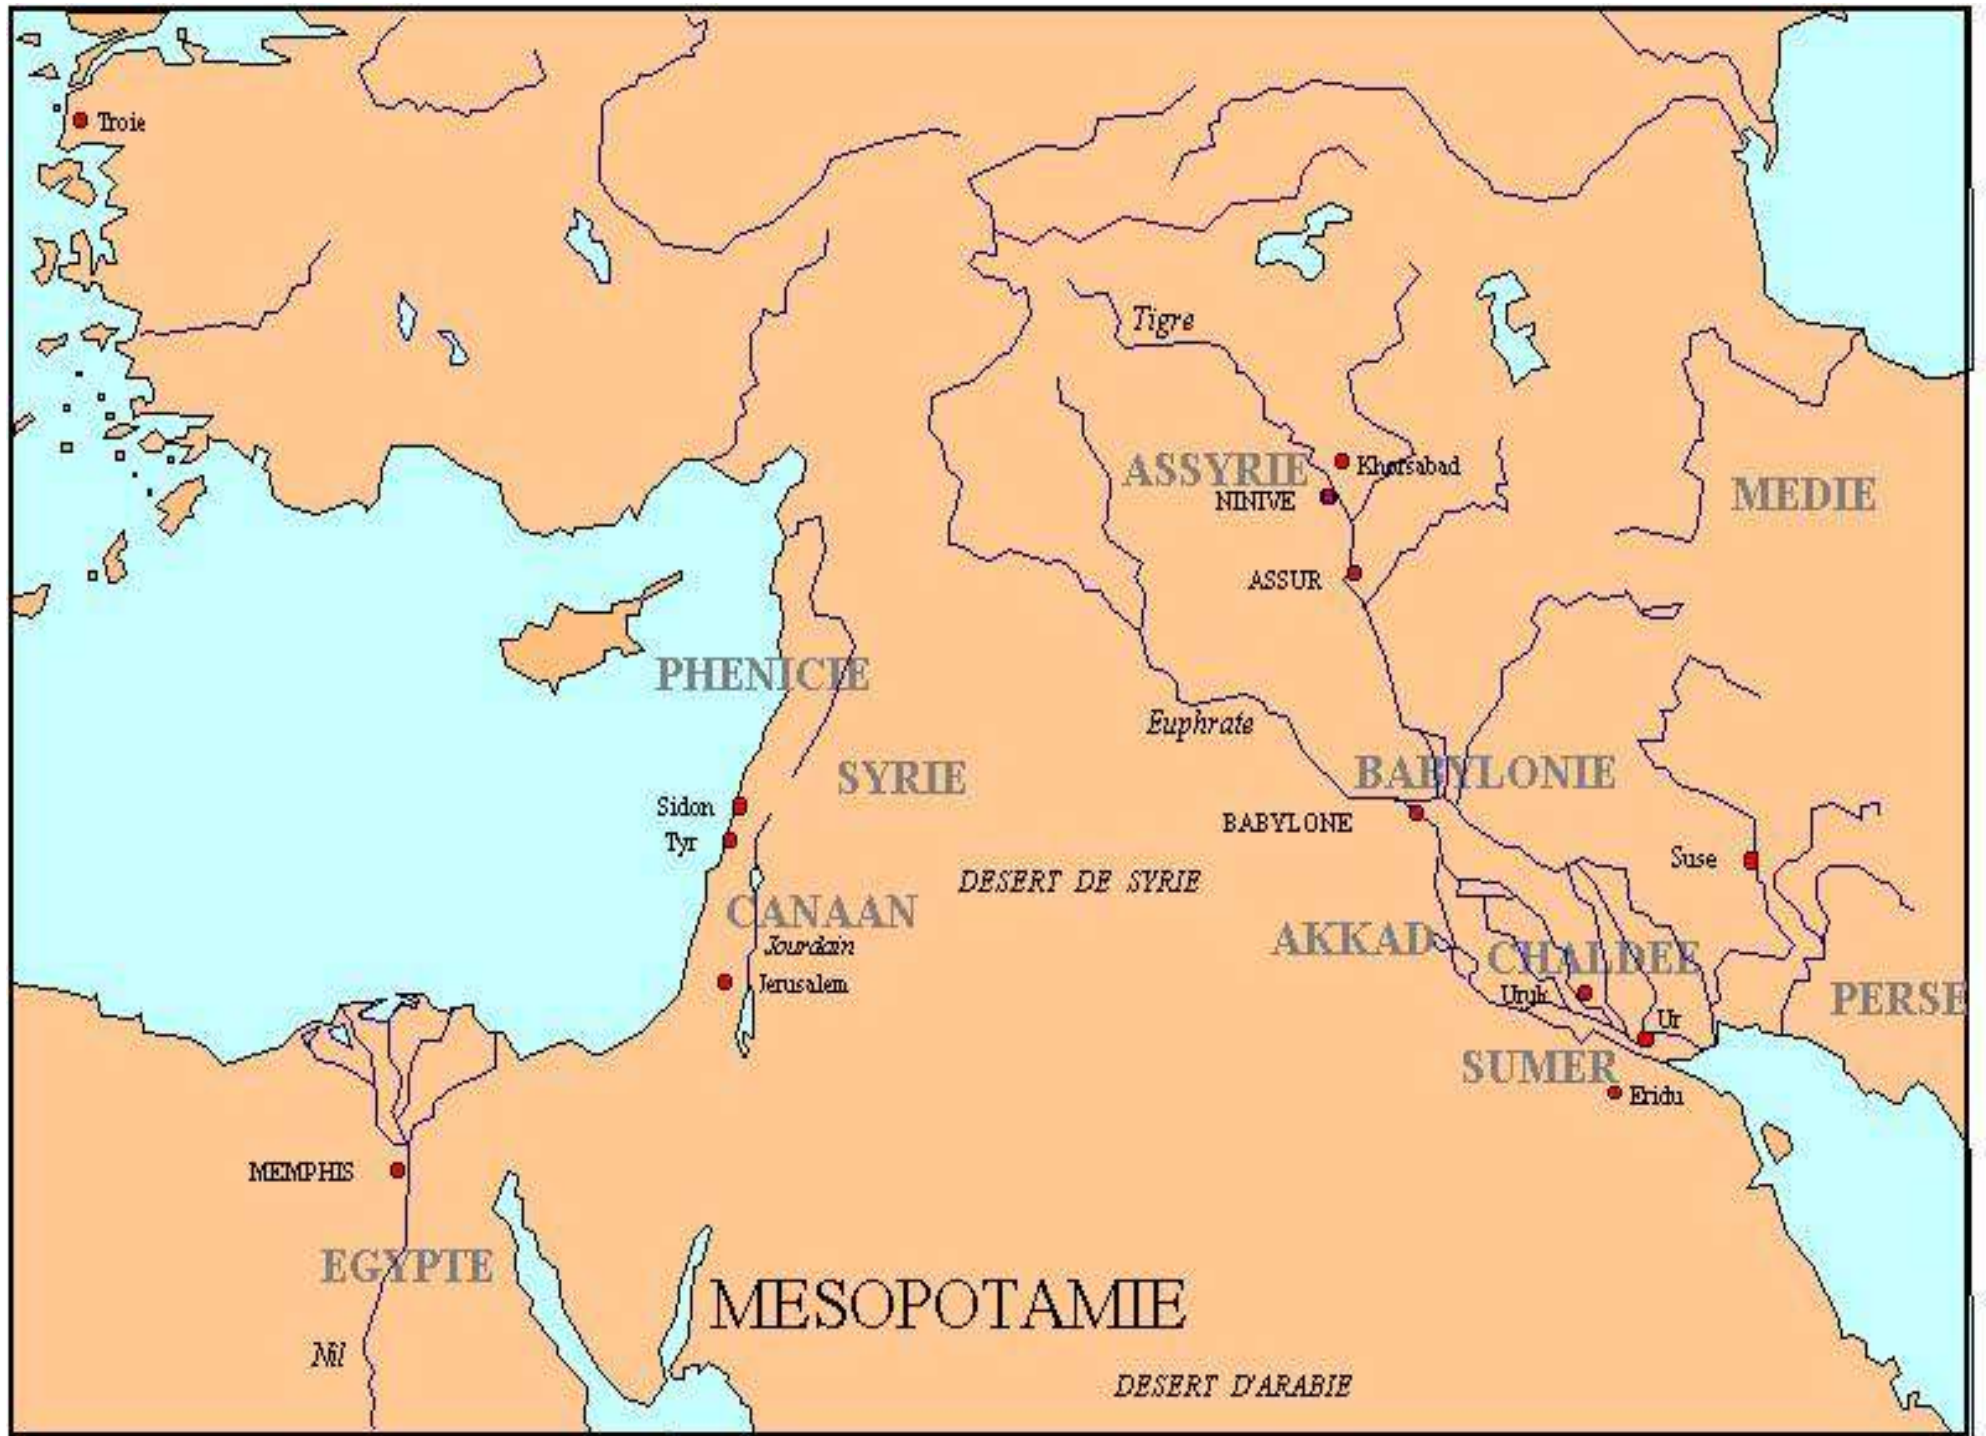 Troie
Tigre
ASSYRIE
Khorsabad
MEDIE
NINIVE
ASSUR
PHENICIE
Euphrate
SYRIE
BABYLONIE
Sidon
BABYLONE
Tyr
Suse
DESERT DE SYRIE
CANAAN
AKKAD
Jourdain
CHALDEE
Jerusalem
Uruk
PERSE
Ur
SUMER
Eridu
MEMPHIS
EGYPTE
MESOPOTAMIE
Nil
DESERT D'ARABIE